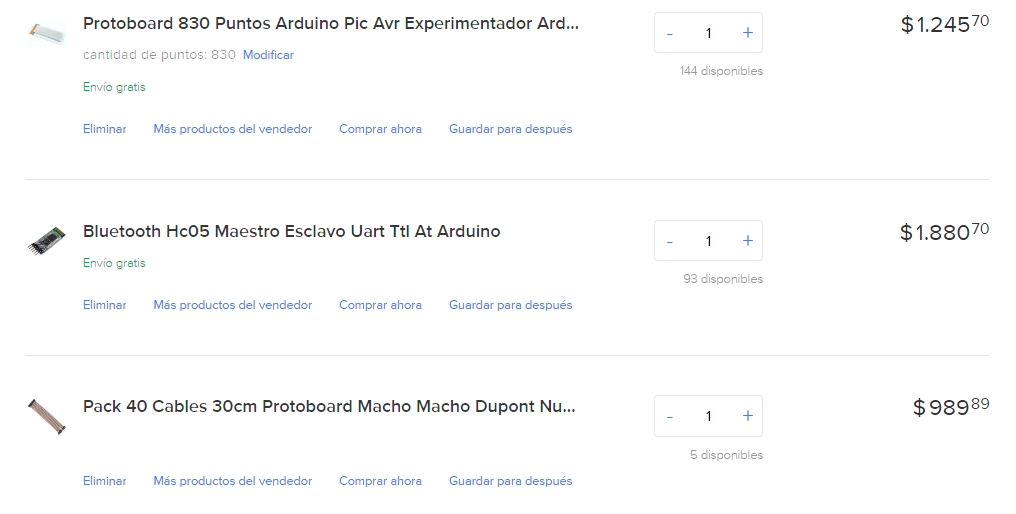 Protoboard 830 Puntos Arduino Pic Avr Experimentador Ard...
- 1 +
$1.245 70
cantidad de puntos: 830 Modificar
144 disponibles
Envío gratis
Eliminar Más productos del vendedor Comprar ahora Guardar para después
Bluetooth Hc05 Maestro Esclavo Uart Ttl At Arduino
- 1 +
$1.880 70
Envío gratis
93 disponibles
Eliminar Más productos del vendedor Comprar ahora Guardar para después
Pack 40 Cables 30cm Protoboard Macho Macho Dupont Nu...
- 1 +
$989 89
5 disponibles
Eliminar Más productos del vendedor Comprar ahora Guardar para después